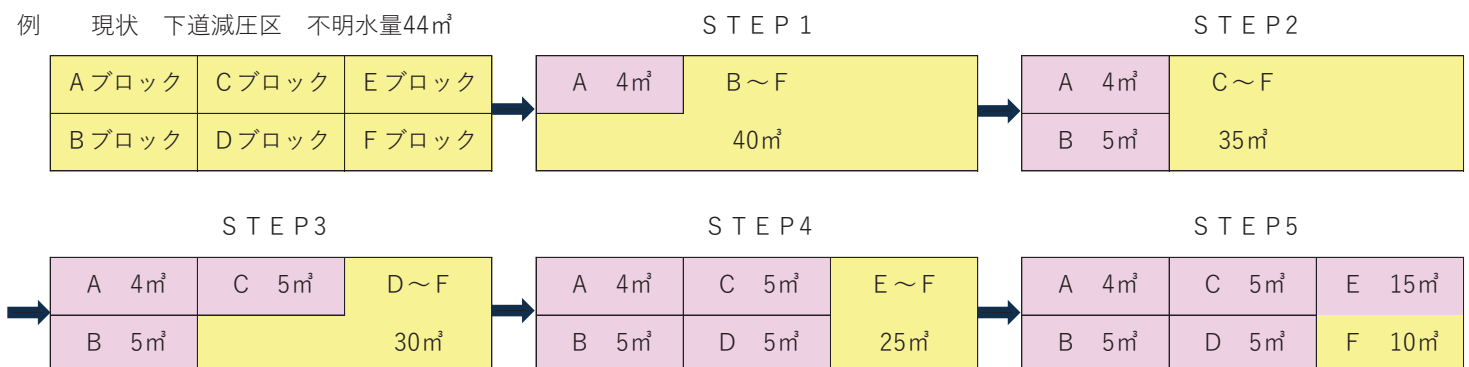 例 現状 下道減圧区 不明水量44㎥
Aブロック Cブロック Eブロック
Bブロック Dブロック Fブロック
ＳＴＥＰ1
A 4㎥ B～F
40㎥
ＳＴＥＰ2
A 4㎥ C～F
B 5㎥ 35㎥
ＳＴＥＰ3
A 4㎥ C 5㎥ D～F
B 5㎥ 30㎥
ＳＴＥＰ4
A 4㎥ C 5㎥ E～F
B 5㎥ D 5㎥ 25㎥
ＳＴＥＰ5
A 4㎥ C 5㎥ E 15㎥
B 5㎥ D 5㎥ F 10㎥